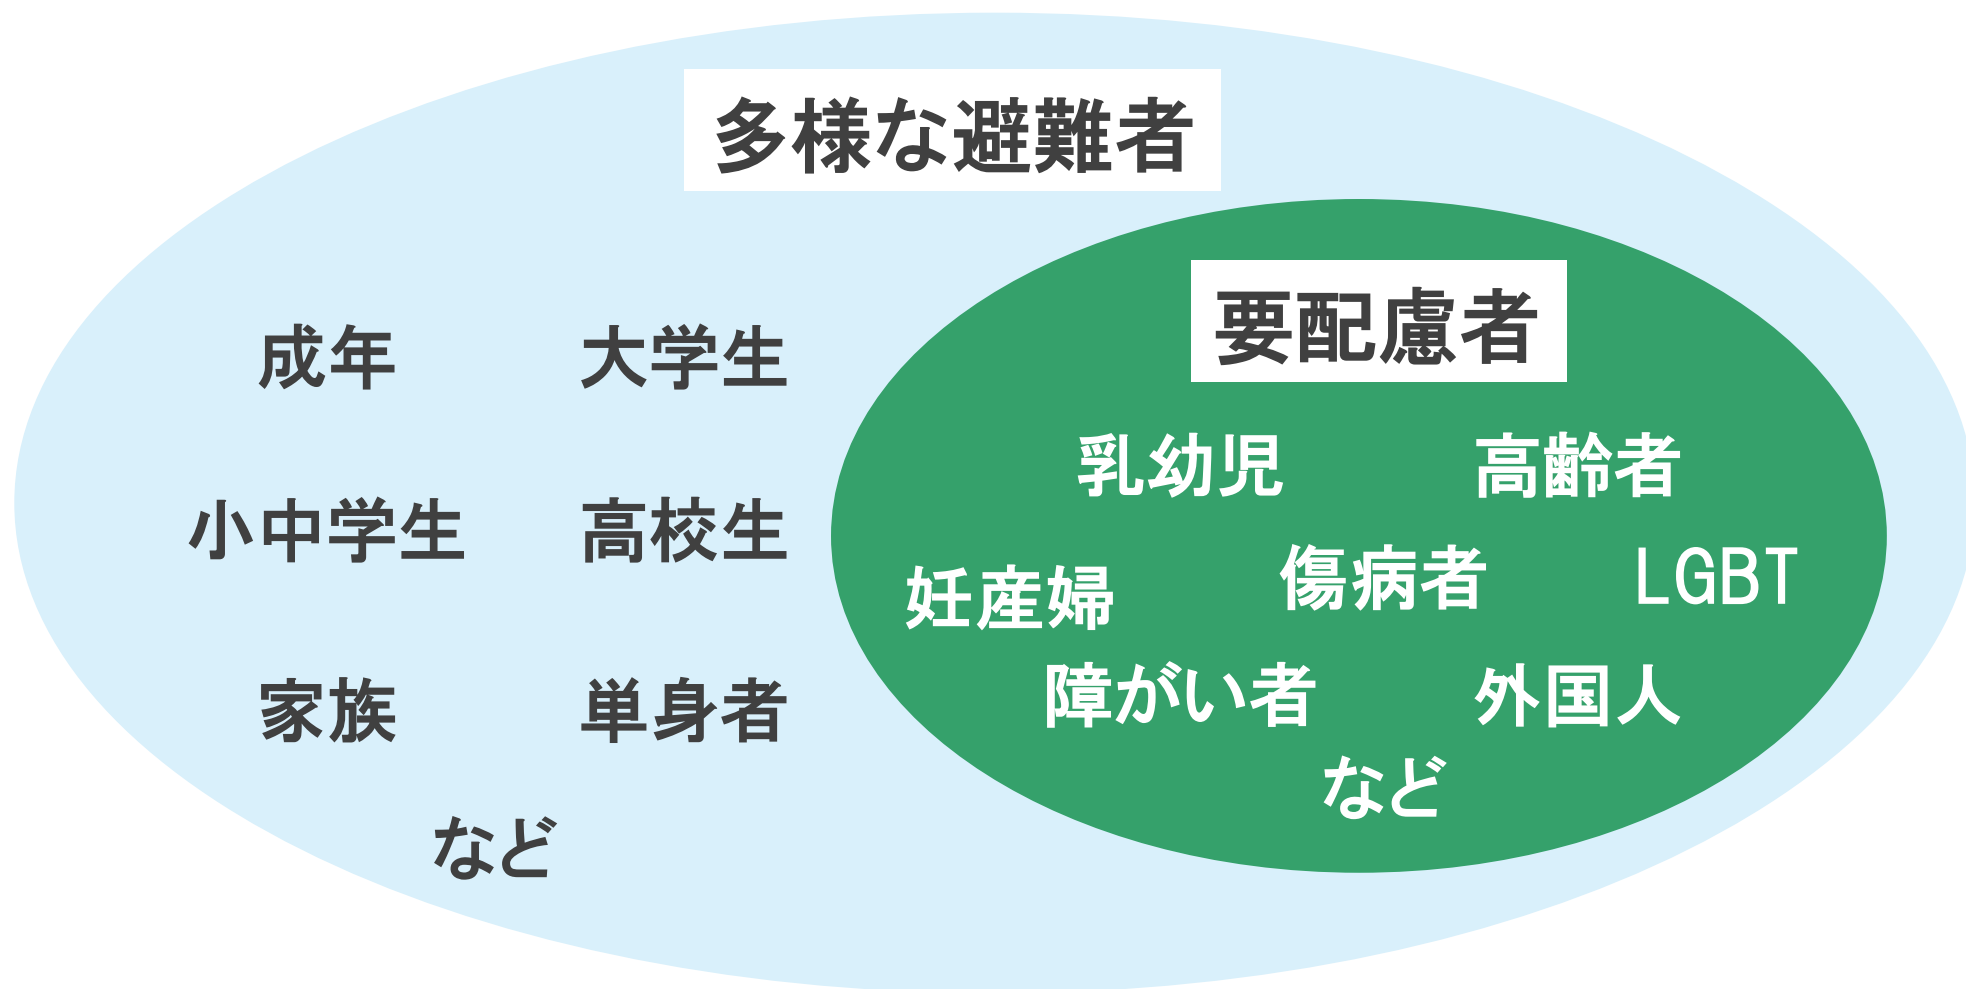 多様な避難者
要配慮者
成年
大学生
小中学生
高校生
家族
単身者
など
乳幼児
高齢者
妊産婦
傷病者
LGBT
障がい者
外国人
など